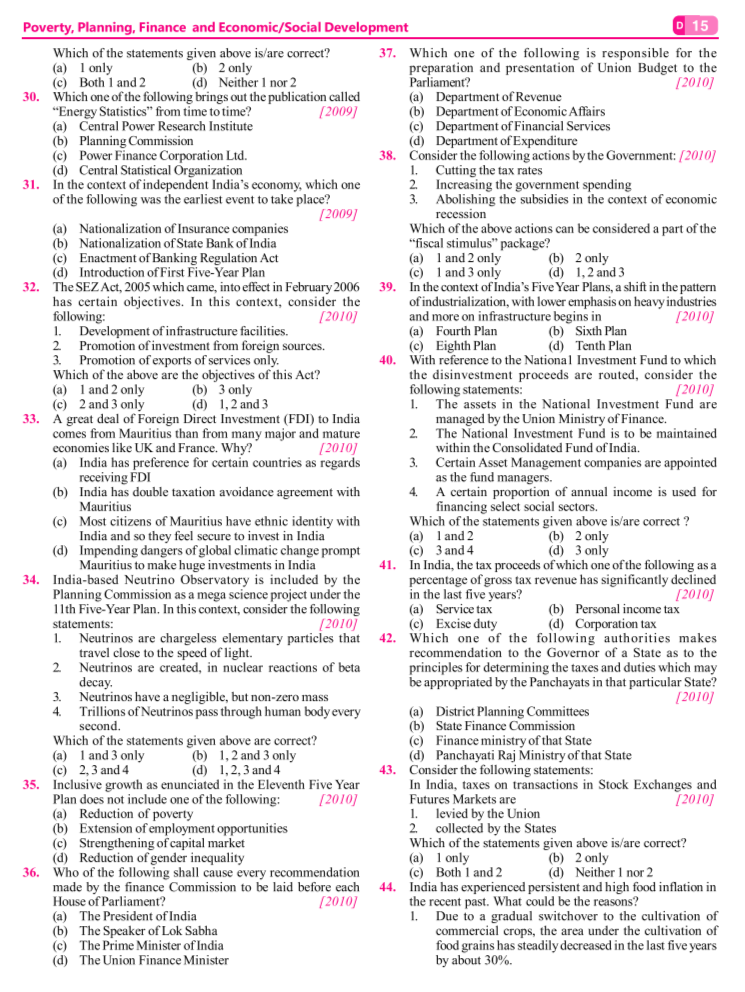 Poverty, Planning, Finance and Economic/Social Development
D 15
Which of the statements given above is/are correct?
(a) 1 only (b) 2 only
(c) Both 1 and 2 (d) Neither 1 nor 2
30. Which one of the following brings out the publication called
“Energy Statistics” from time to time? [2009]
(a) Central Power Research Institute
(b) Planning Commission
(c) Power Finance Corporation Ltd.
(d) Central Statistical Organization
31. In the context of independent India’s economy, which one
of the following was the earliest event to take place?
[2009]
(a) Nationalization of Insurance companies
(b) Nationalization of State Bank of India
(c) Enactment of Banking Regulation Act
(d) Introduction of First Five-Year Plan
32. The SEZ Act, 2005 which came, into effect in February 2006
has certain objectives. In this context, consider the
following: [2010]
1. Development of infrastructure facilities.
2. Promotion of investment from foreign sources.
3. Promotion of exports of services only.
Which of the above are the objectives of this Act?
(a) 1 and 2 only (b) 3 only
(c) 2 and 3 only (d) 1, 2 and 3
33. A great deal of Foreign Direct Investment (FDI) to India
comes from Mauritius than from many major and mature
economies like UK and France. Why? [2010]
(a) India has preference for certain countries as regards
receiving FDI
(b) India has double taxation avoidance agreement with
Mauritius
(c) Most citizens of Mauritius have ethnic identity with
India and so they feel secure to invest in India
(d) Impending dangers of global climatic change prompt
Mauritius to make huge investments in India
34. India-based Neutrino Observatory is included by the
Planning Commission as a mega science project under the
11th Five-Year Plan. In this context, consider the following
statements: [2010]
1. Neutrinos are chargeless elementary particles that
travel close to the speed of light.
2. Neutrinos are created, in nuclear reactions of beta
decay.
3. Neutrinos have a negligible, but non-zero mass
4. Trillions of Neutrinos pass through human body every
second.
Which of the statements given above are correct?
(a) 1 and 3 only (b) 1, 2 and 3 only
(c) 2, 3 and 4 (d) 1, 2, 3 and 4
35. Inclusive growth as enunciated in the Eleventh Five Year
Plan does not include one of the following: [2010]
(a) Reduction of poverty
(b) Extension of employment opportunities
(c) Strengthening of capital market
(d) Reduction of gender inequality
36. Who of the following shall cause every recommendation
made by the finance Commission to be laid before each
House of Parliament? [2010]
(a) The President of India
(b) The Speaker of Lok Sabha
(c) The Prime Minister of India
(d) The Union Finance Minister
37. Which one of the following is responsible for the
preparation and presentation of Union Budget to the
Parliament? [2010]
(a) Department of Revenue
(b) Department of Economic Affairs
(c) Department of Financial Services
(d) Department of Expenditure
38. Consider the following actions by the Government: [2010]
1. Cutting the tax rates
2. Increasing the government spending
3. Abolishing the subsidies in the context of economic
recession
Which of the above actions can be considered a part of the
“fiscal stimulus” package?
(a) 1 and 2 only (b) 2 only
(c) 1 and 3 only (d) 1, 2 and 3
39. In the context of India’s Five Year Plans, a shift in the pattern
of industrialization, with lower emphasis on heavy industries
and more on infrastructure begins in [2010]
(a) Fourth Plan (b) Sixth Plan
(c) Eighth Plan (d) Tenth Plan
40. With reference to the National Investment Fund to which
the disinvestment proceeds are routed, consider the
following statements: [2010]
1. The assets in the National Investment Fund are
managed by the Union Ministry of Finance.
2. The National Investment Fund is to be maintained
within the Consolidated Fund of India.
3. Certain Asset Management companies are appointed
as the fund managers.
4. A certain proportion of annual income is used for
financing select social sectors.
Which of the statements given above is/are correct ?
(a) 1 and 2 (b) 2 only
(c) 3 and 4 (d) 3 only
41. In India, the tax proceeds of which one of the following as a
percentage of gross tax revenue has significantly declined
in the last five years? [2010]
(a) Service tax (b) Personal income tax
(c) Excise duty (d) Corporation tax
42. Which one of the following authorities makes
recommendation to the Governor of a State as to the
principles for determining the taxes and duties which may
be appropriated by the Panchayats in that particular State?
[2010]
(a) District Planning Committees
(b) State Finance Commission
(c) Finance ministry of that State
(d) Panchayati Raj Ministry of that State
43. Consider the following statements:
In India, taxes on transactions in Stock Exchanges and
Futures Markets are [2010]
1. levied by the Union
2. collected by the States
Which of the statements given above is/are correct?
(a) 1 only (b) 2 only
(c) Both 1 and 2 (d) Neither 1 nor 2
44. India has experienced persistent and high food inflation in
the recent past. What could be the reasons?
1. Due to a gradual switchover to the cultivation of
commercial crops, the area under the cultivation of
food grains has steadily decreased in the last five years
by about 30%.